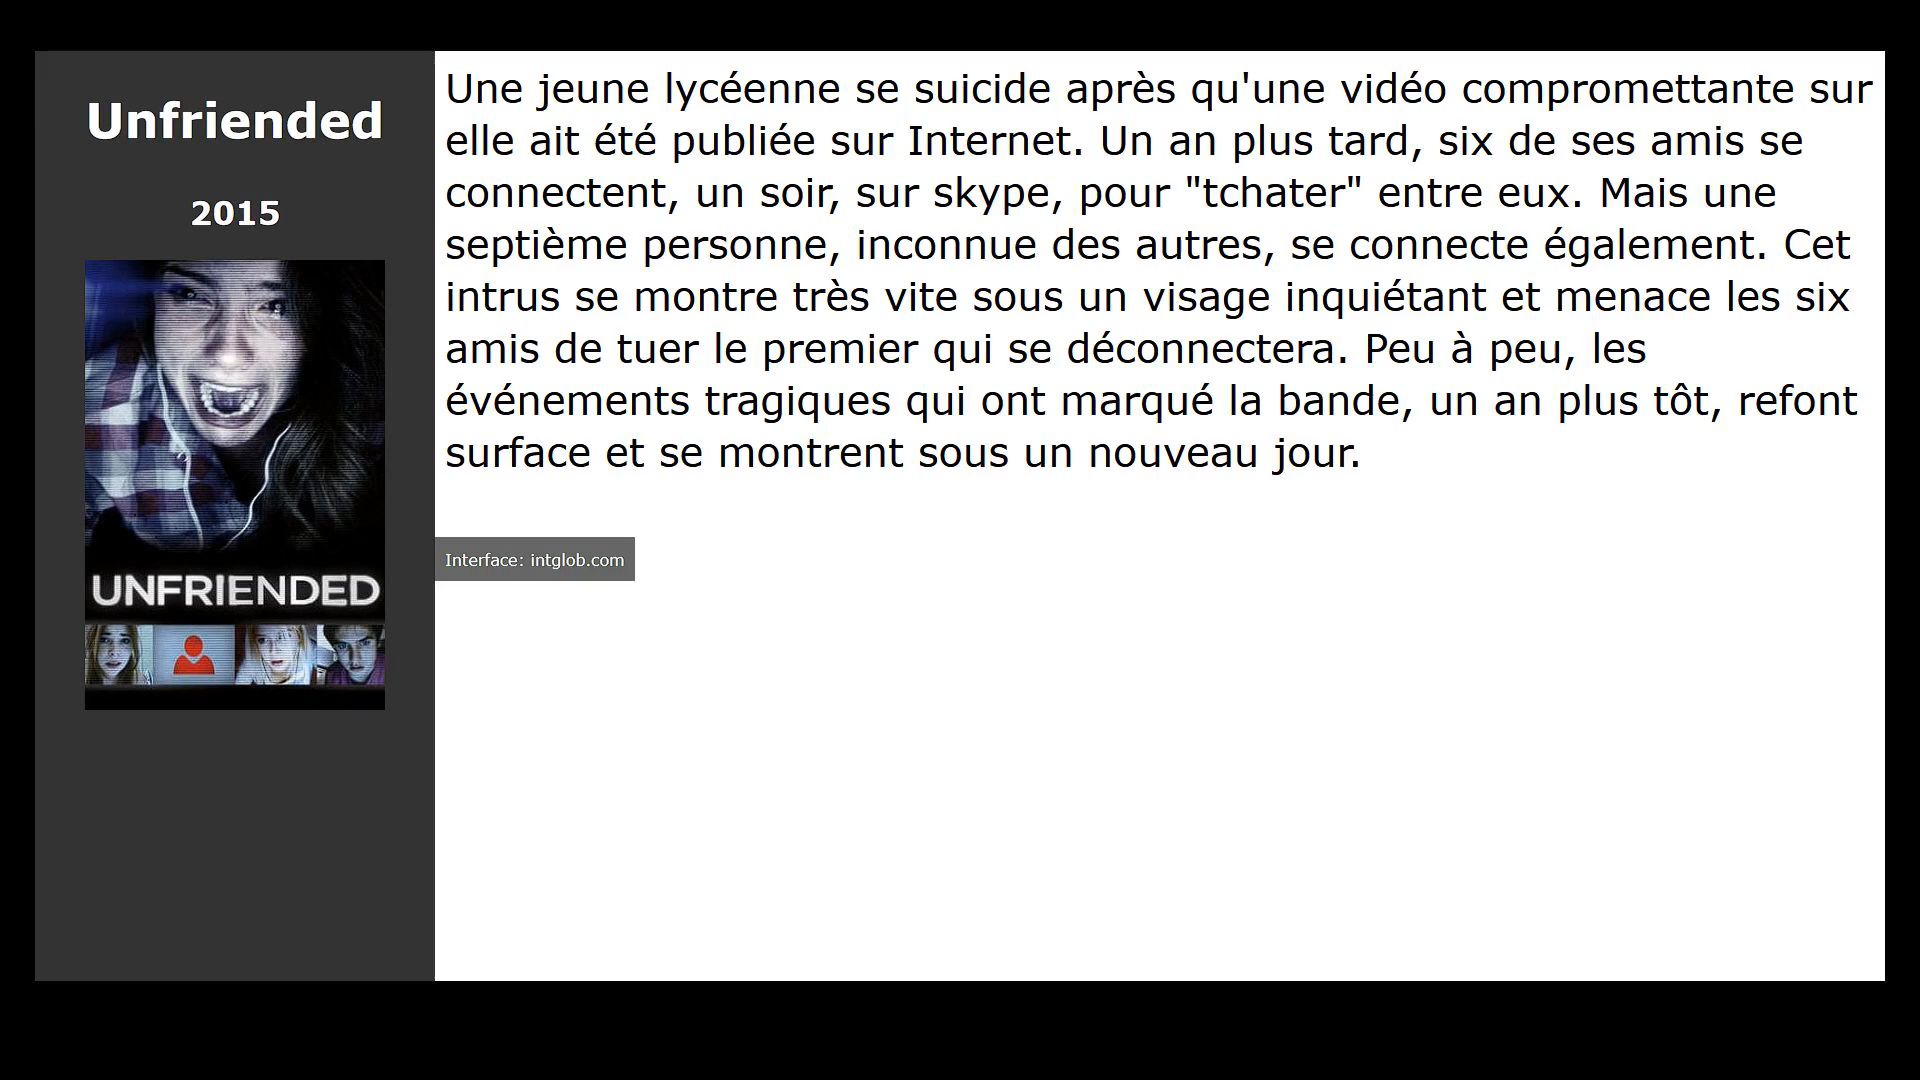 Unfriended
2015
UNFRIENDED
Une jeune lycéenne se suicide après qu'une vidéo compromettante sur
elle ait été publiée sur Internet. Un an plus tard, six de ses amis se
connectent, un soir, sur skype, pour "tchater" entre eux. Mais une
septième personne, inconnue des autres, se connecte également. Cet
intrus se montre très vite sous un visage inquiétant et menace les six
amis de tuer le premier qui se déconnectera. Peu à peu, les
événements tragiques qui ont marqué la bande, un an plus tôt, refont
surface et se montrent sous un nouveau jour.
Interface: intglob.com